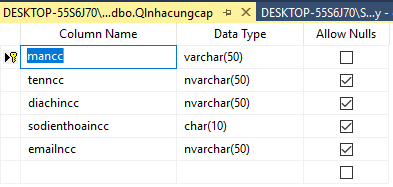 DESKTOP-55S6J70\...dbo.Qlnhacungcap
DESKTOP-55S6J70\S...y -
Column Name Data Type Allow Nulls
mancc varchar(50)
tenncc nvarchar(50)
diachincc nvarchar(50)
sodienthoaincc char(10)
emailncc nvarchar(50)